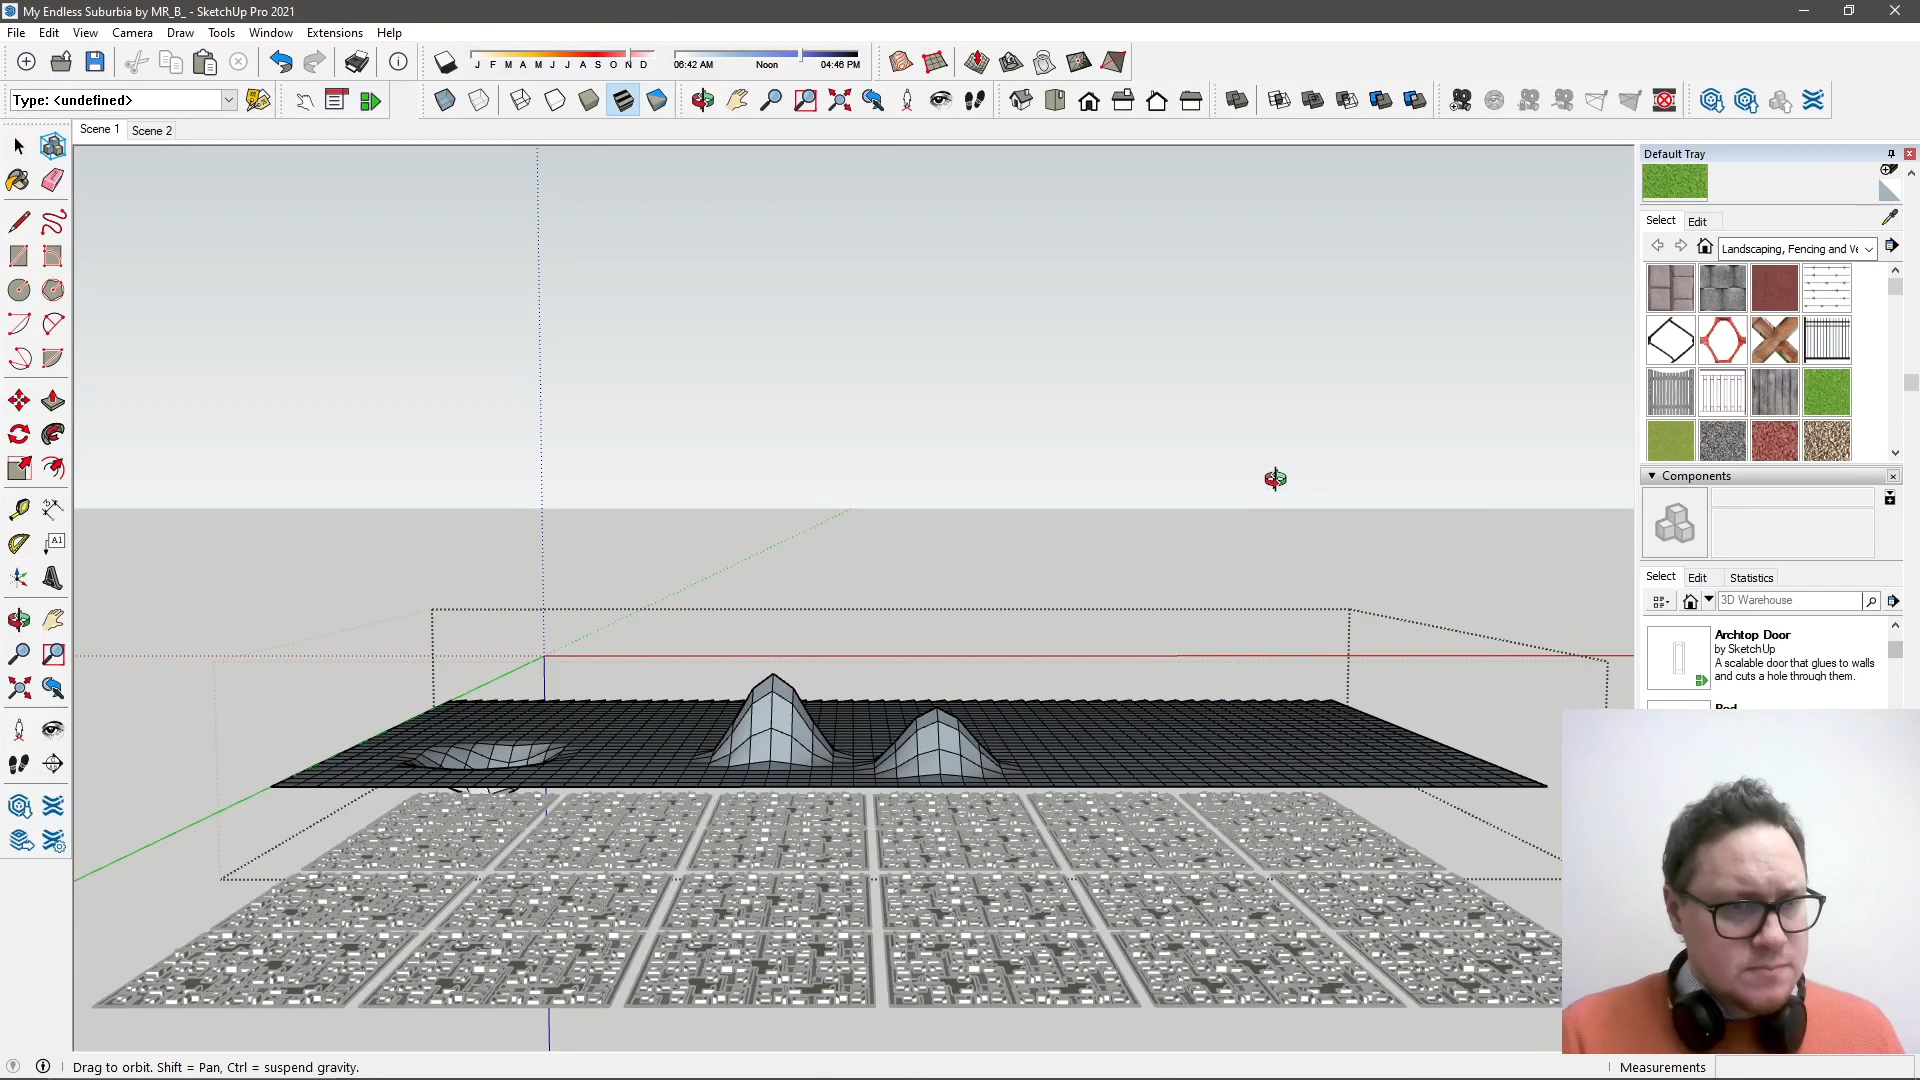 My Endless Suburbia by MR_B_ - SketchUp Pro 2021
File Edit View Camera Draw Tools Window Extensions Help
J F M A M J J A S O N D
06:42 AM Noon 04:46 PM
Type: <undefined>
Scene 1 Scene 2
Default Tray
Select Edit
Landscaping, Fencing and Ve
Components
A1
Select Edit Statistics
3D Warehouse
Archtop Door
by SketchUp
A scalable door that glues to walls
and cuts a hole through them.
Drag to orbit. Shift = Pan, Ctrl = suspend gravity.
Measurements